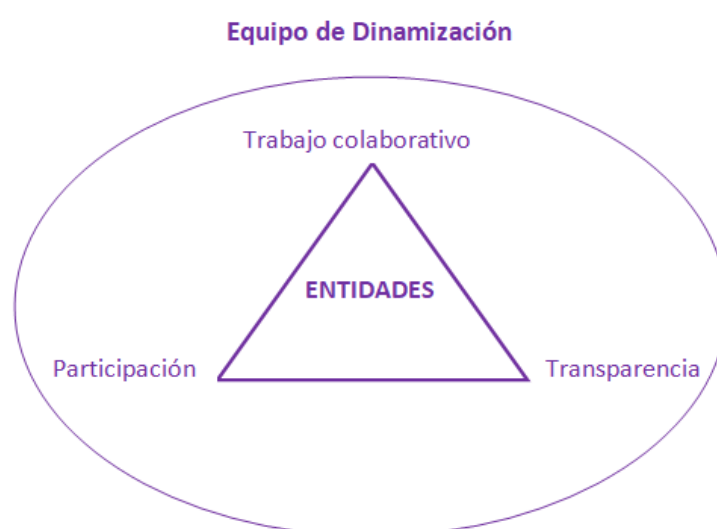 Equipo de Dinamización
Trabajo colaborativo
ENTIDADES
Participación
Transparencia